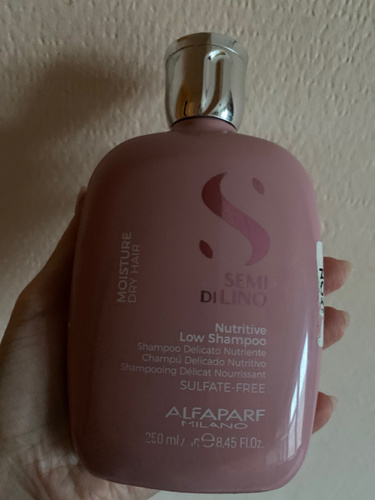 MOISTURE
DRY HAIR
SEMI
DI LINO
Nutritive
Low Shampoo
Shampoo Delicato Nutriente
Champú Delicado Nutritivo
Shampooing Délicat Nourrissant
SULFATE-FREE
ALFAPARF
MILANO
250 ml/ ℮ 8.45 Fl.Oz.